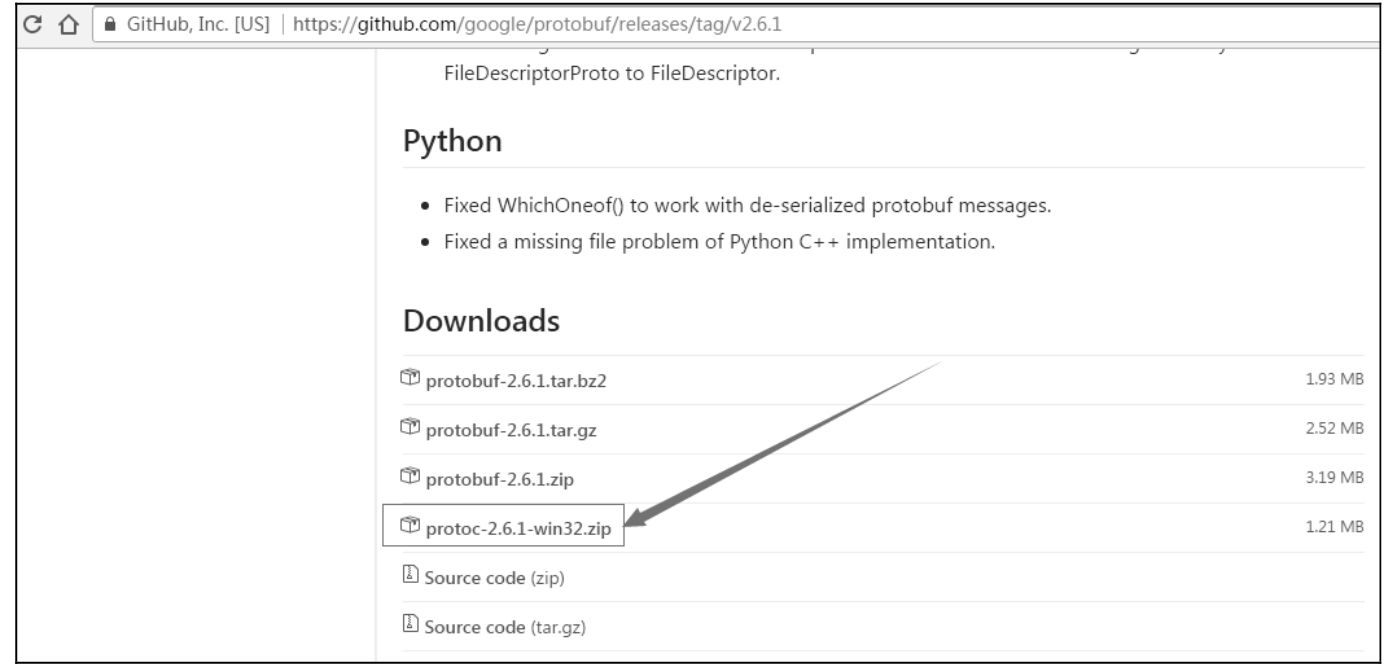 GitHub, Inc. [US] | https://github.com/google/protobuf/releases/tag/v2.6.1
FileDescriptorProto to FileDescriptor.
Python
• Fixed WhichOneof() to work with de-serialized protobuf messages.
• Fixed a missing file problem of Python C++ implementation.
Downloads
protobuf-2.6.1.tar.bz2 1.93 MB
protobuf-2.6.1.tar.gz 2.52 MB
protobuf-2.6.1.zip 3.19 MB
protoc-2.6.1-win32.zip 1.21 MB
Source code (zip)
Source code (tar.gz)